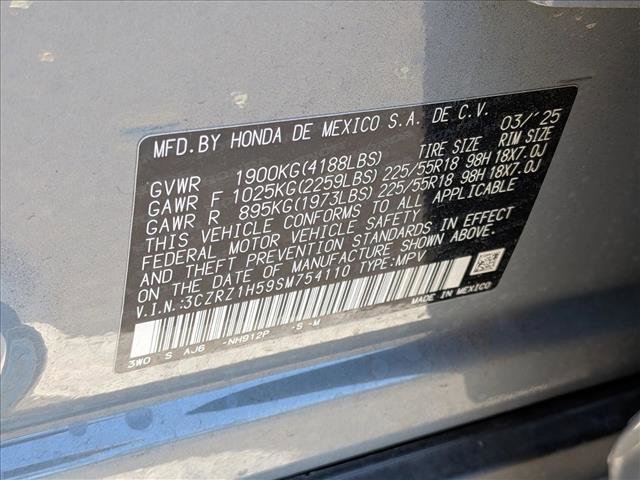 MFD.BY HONDA DE MEXICO S.A. DE C.V. 03/'25
GVWR 1900KG(4188LBS) TIRE SIZE RIM SIZE
GAWR F 1025KG(2259LBS) 225/55R18 98H 18X7.0J
GAWR R 895KG(1973LBS) 225/55R18 98H 18X7.0J
THIS VEHICLE CONFORMS TO ALL APPLICABLE
FEDERAL MOTOR VEHICLE SAFETY AND
THEFT PREVENTION STANDARDS IN EFFECT
ON THE DATE OF MANUFACTURE SHOWN ABOVE.
V.I.N.:3CZRZ1H59SM754110 TYPE:MPV
MADE IN MEXICO
3W0 S AJ6 -NH912P -S -M